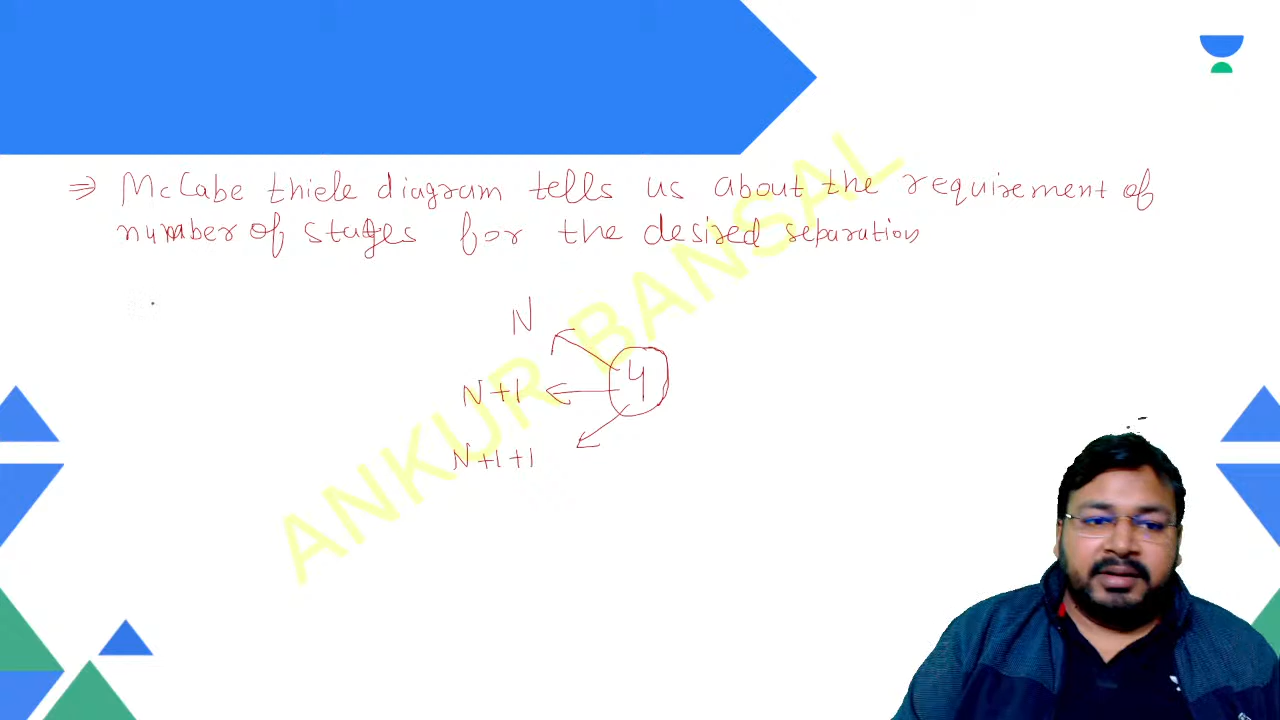 ⇒ McCabe thiele diagram tells us about the requirement of
number of stages for the desired separation
N
4
N+1
N+1+1
ANKUR BANSAL